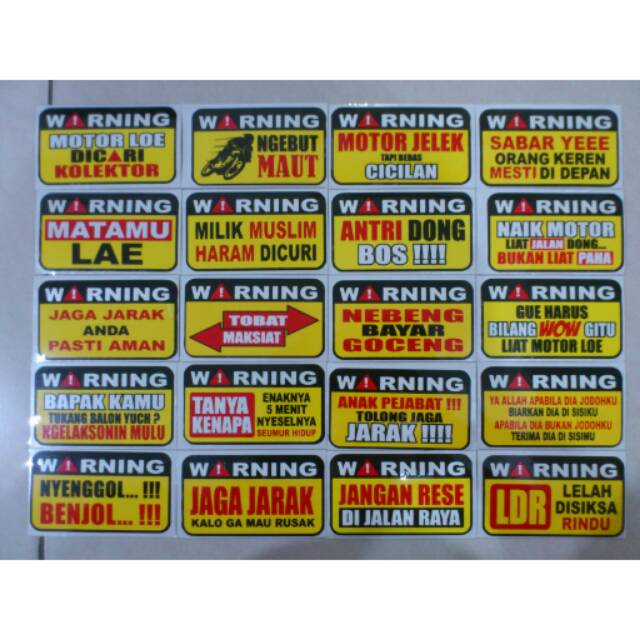 WARNING
MOTOR LOE
DICARI
KOLEKTOR
WARNING
NGEBUT
MAUT
WARNING
MOTOR JELEK
TAPI BEBAS
CICILAN
WARNING
SABAR YEEE
ORANG KEREN
MESTI DI DEPAN
WARNING
MATAMU
LAE
WARNING
MILIK MUSLIM
HARAM DICURI
WARNING
ANTRI DONG
BOS !!!!
WARNING
NAIK MOTOR
LIAT JALAN DONG...
BUKAN LIAT PAHA
WARNING
JAGA JARAK
ANDA
PASTI AMAN
WARNING
TOBAT
MAKSIAT
WARNING
NEBENG
BAYAR
GOCENG
WARNING
GUE HARUS
BILANG WOW GITU
LIAT MOTOR LOE
WARNING
BAPAK KAMU
TUKANG BALON YUCH ?
KGELAKSONIN MULU
WARNING
TANYA
KENAPA
ENAKNYA
5 MENIT
NYESELNYA
SEUMUR HIDUP
WARNING
ANAK PEJABAT !!!
TOLONG JAGA
JARAK !!!!
WARNING
YA ALLAH APABILA DIA JODOHKU
BIARKAN DIA DI SISIKU
APABILA DIA BUKAN JODOHKU
TERIMA DIA DI SISIMU
WARNING
NYENGGOL... !!!
BENJOL... !!!
WARNING
JAGA JARAK
KALO GA MAU RUSAK
WARNING
JANGAN RESE
DI JALAN RAYA
WARNING
LDR
LELAH
DISIKSA
RINDU